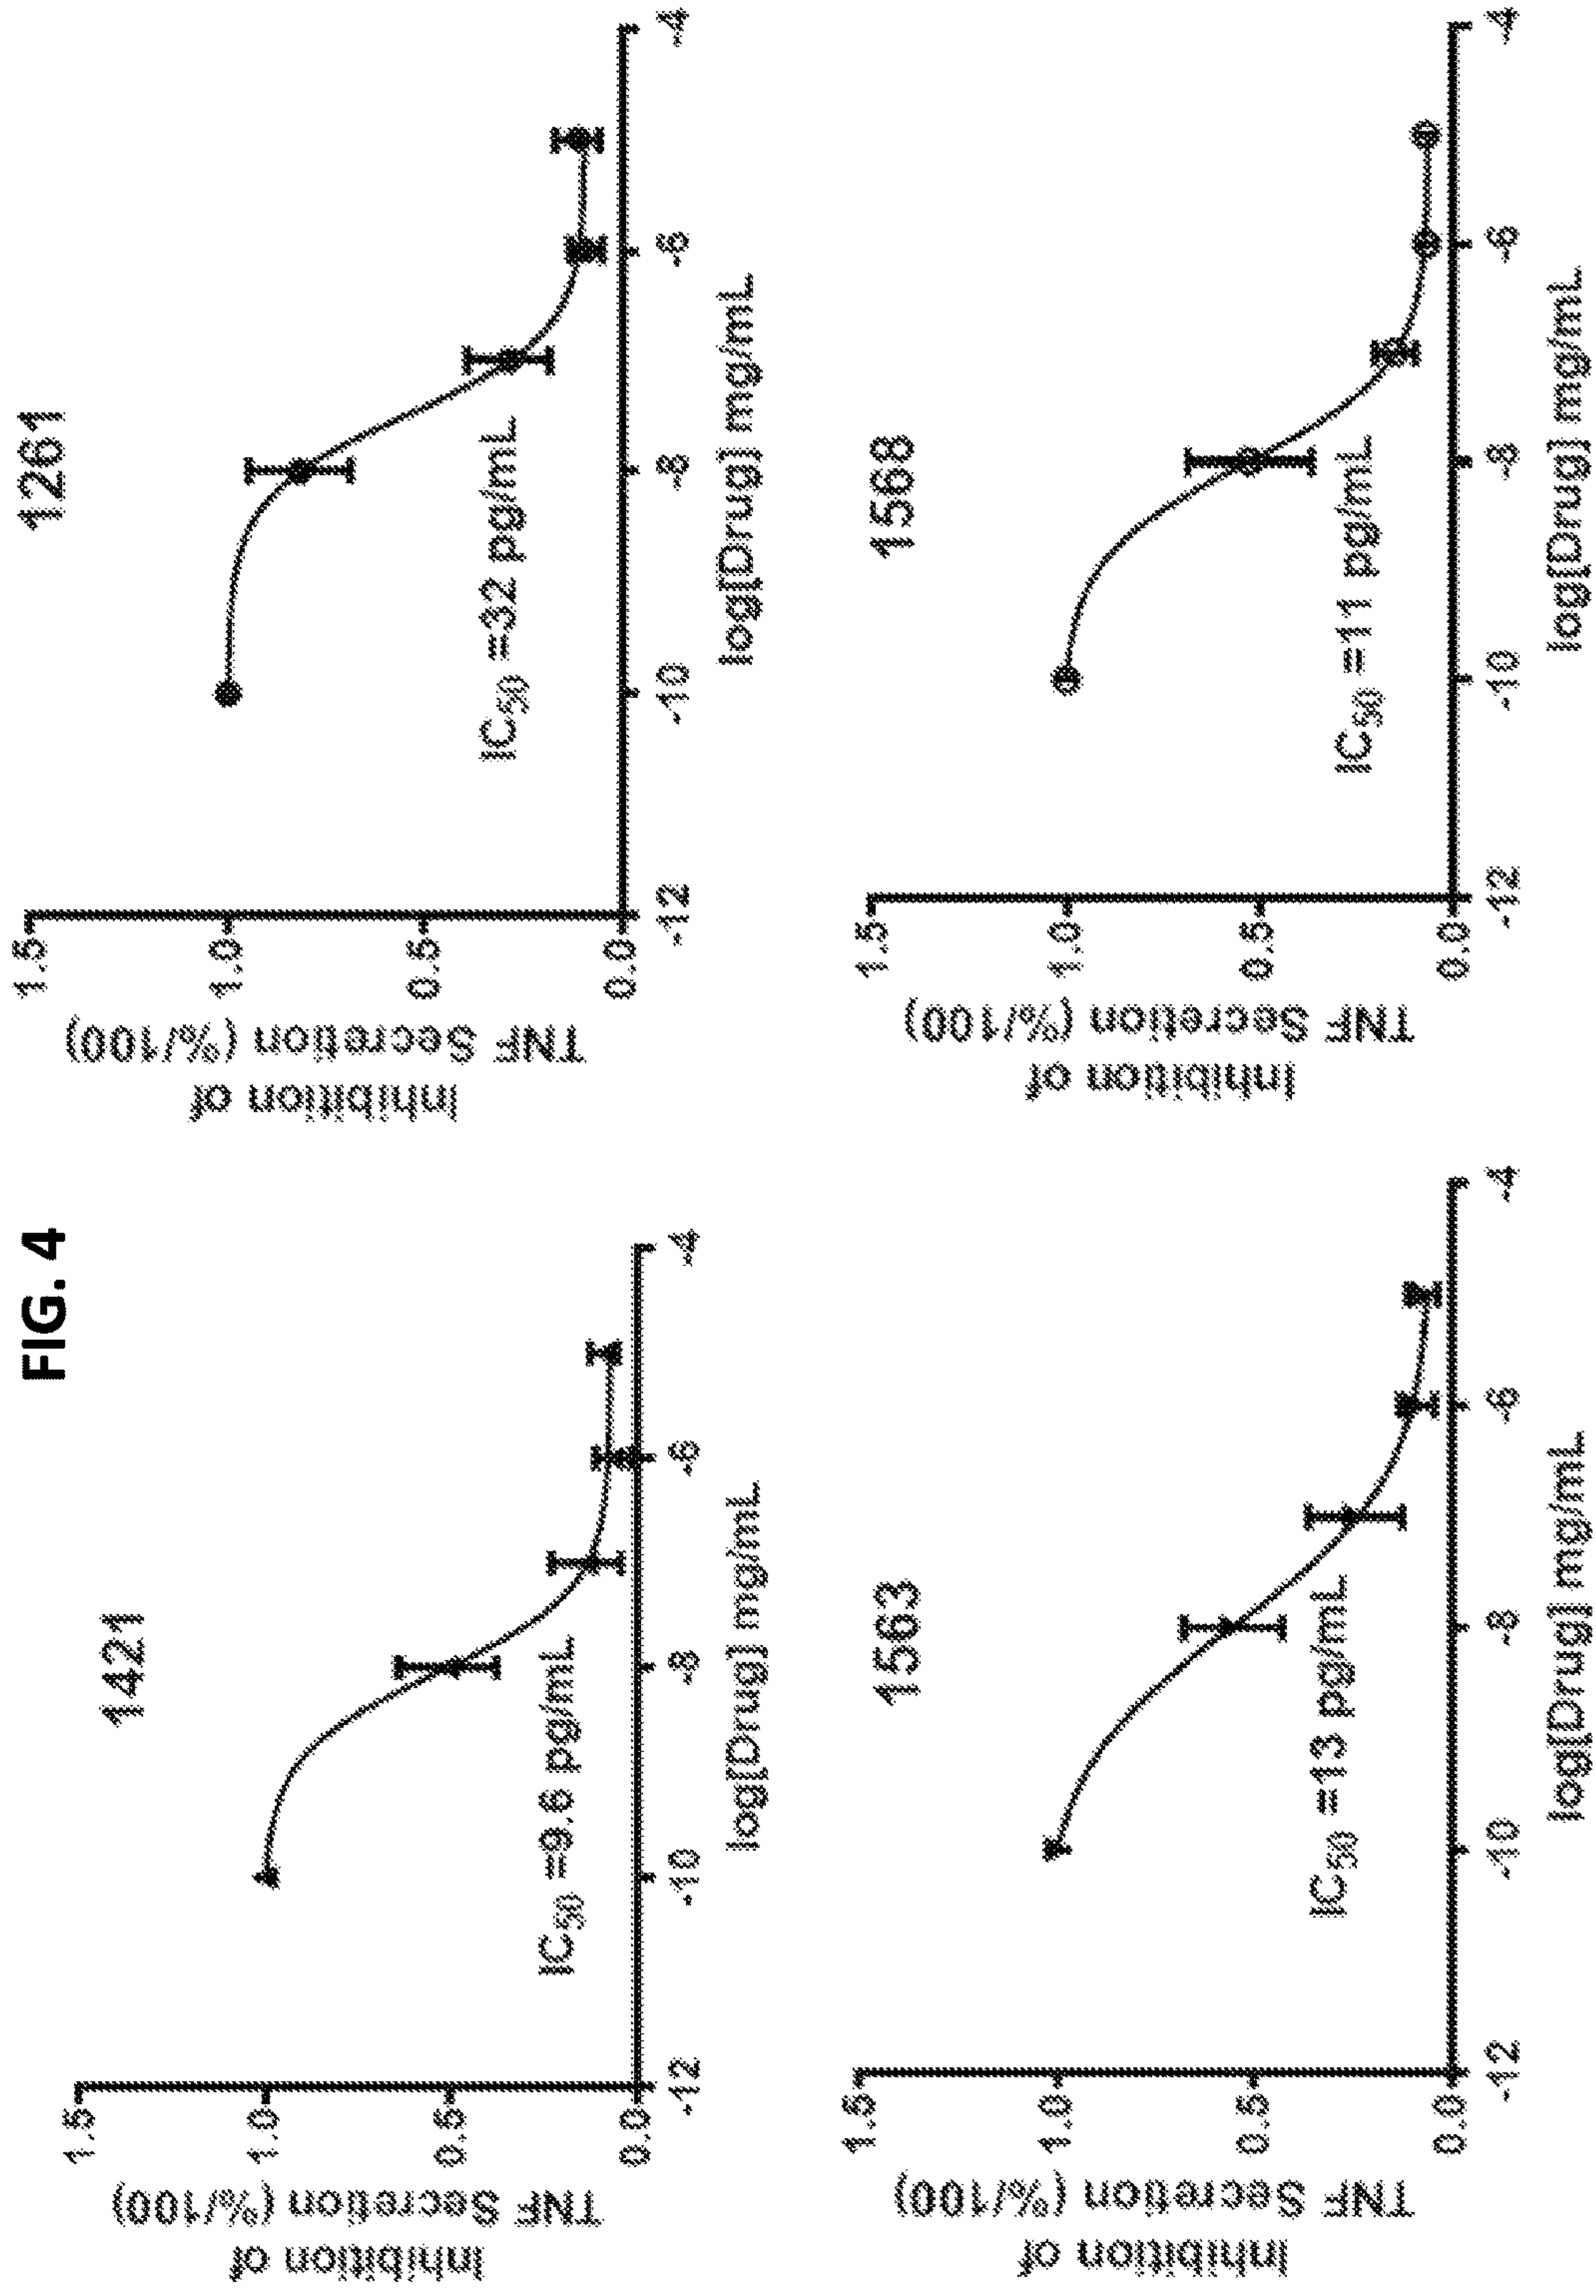 FIG. 4
1421
Inhibition of
TNF Secretion (%/100)
1.5
1.0
0.5
0.0
IC50 =9.6 pg/mL
-12
-10
-8
-6
-4
log[Drug] mg/mL
1261
Inhibition of
TNF Secretion (%/100)
1.5
1.0
0.5
0.0
IC50 =32 pg/mL
-12
-10
-8
-6
-4
log[Drug] mg/mL
1563
Inhibition of
TNF Secretion (%/100)
1.5
1.0
0.5
0.0
IC50 =13 pg/mL
-12
-10
-8
-6
-4
log[Drug] mg/mL
1568
Inhibition of
TNF Secretion (%/100)
1.5
1.0
0.5
0.0
IC50 =11 pg/mL
-12
-10
-8
-6
-4
log[Drug] mg/mL